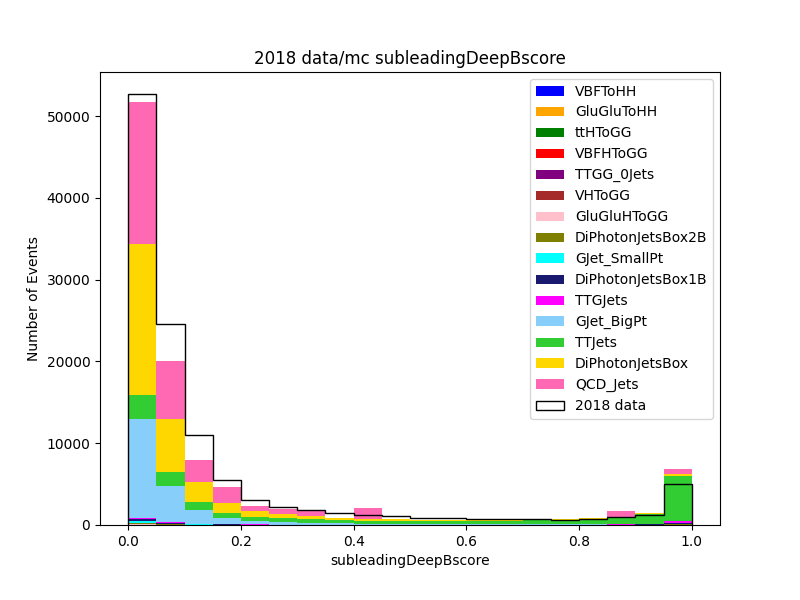 2018 data/mc subleadingDeepBscore
VBFToHH
GluGluToHH
ttHToGG
VBFHToGG
TTGG_0Jets
VHToGG
GluGluHToGG
DiPhotonJetsBox2B
GJet_SmallPt
DiPhotonJetsBox1B
TTGJets
GJet_BigPt
TTJets
DiPhotonJetsBox
QCD_Jets
2018 data
Number of Events
50000
40000
30000
20000
10000
0
0.0 0.2 0.4 0.6 0.8 1.0
subleadingDeepBscore